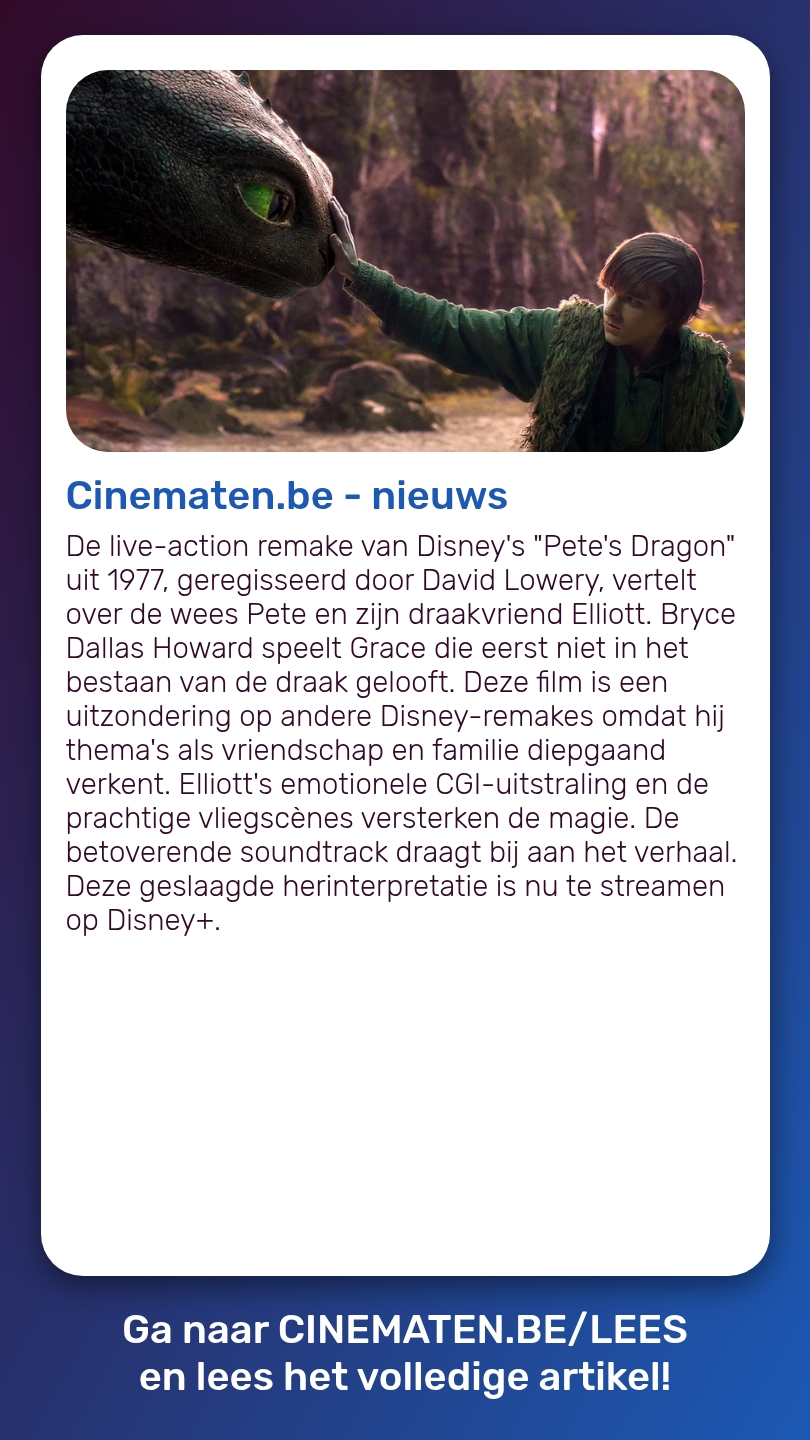 Cinematen.be - nieuws
De live-action remake van Disney's "Pete's Dragon"
uit 1977, geregisseerd door David Lowery, vertelt
over de wees Pete en zijn draakvriend Elliott. Bryce
Dallas Howard speelt Grace die eerst niet in het
bestaan van de draak gelooft. Deze film is een
uitzondering op andere Disney-remakes omdat hij
thema's als vriendschap en familie diepgaand
verkent. Elliott's emotionele CGI-uitstraling en de
prachtige vliegscènes versterken de magie. De
betoverende soundtrack draagt bij aan het verhaal.
Deze geslaagde herinterpretatie is nu te streamen
op Disney+.
Ga naar CINEMATEN.BE/LEES
en lees het volledige artikel!